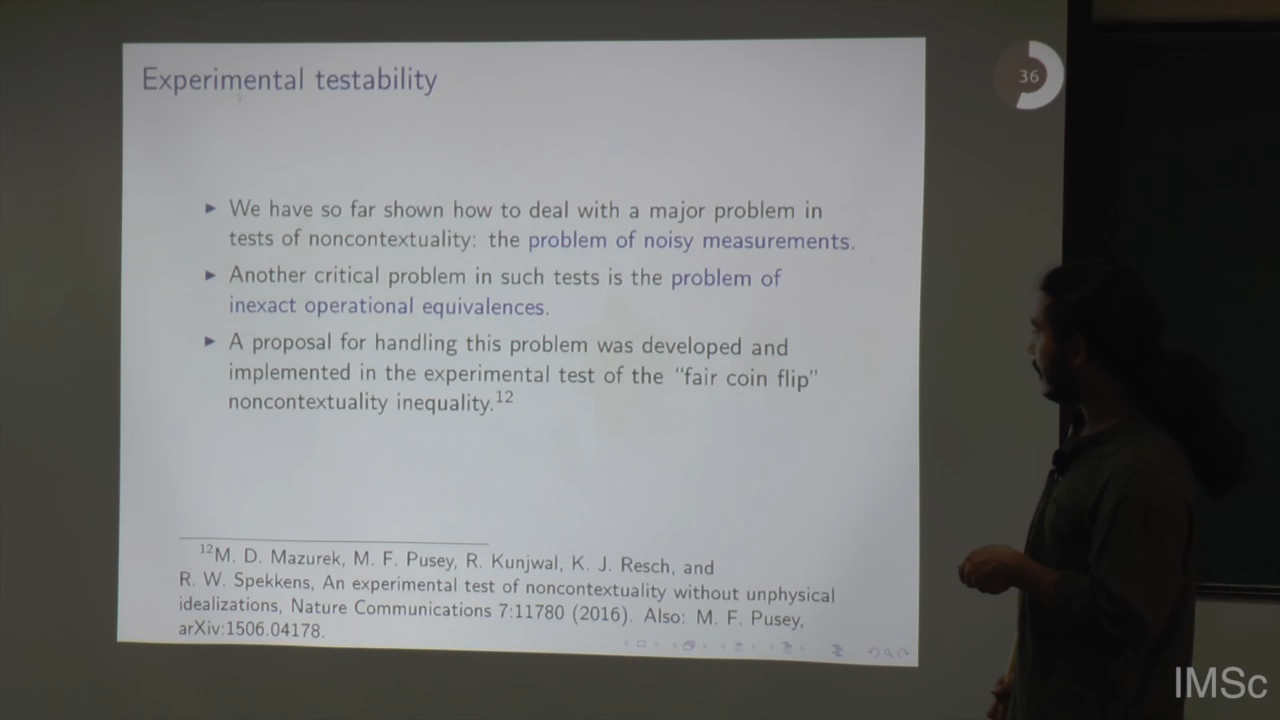 Experimental testability
36
► We have so far shown how to deal with a major problem in
tests of noncontextuality: the problem of noisy measurements.
► Another critical problem in such tests is the problem of
inexact operational equivalences.
► A proposal for handling this problem was developed and
implemented in the experimental test of the “fair coin flip”
noncontextuality inequality.¹²
¹²M. D. Mazurek, M. F. Pusey, R. Kunjwal, K. J. Resch, and
R. W. Spekkens, An experimental test of noncontextuality without unphysical
idealizations, Nature Communications 7:11780 (2016). Also: M. F. Pusey,
arXiv:1506.04178.
IMSc